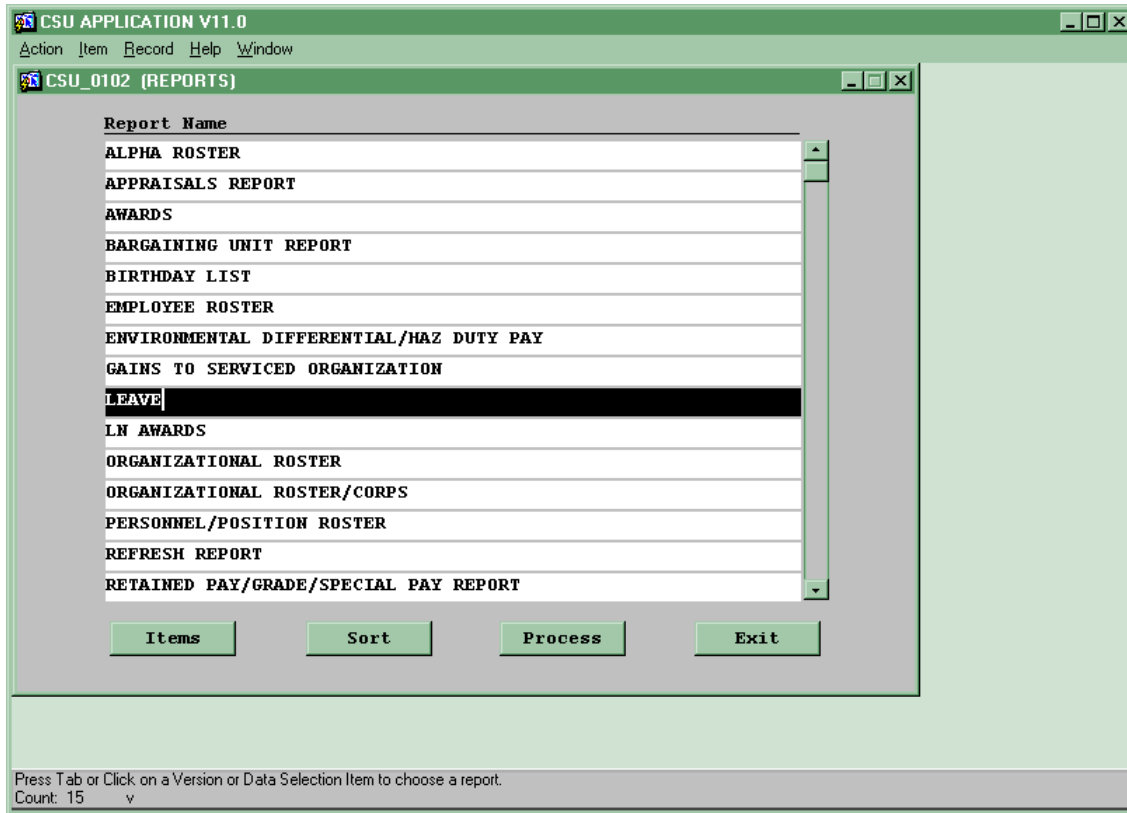 CSU APPLICATION V11.0
Action Item Record Help Window
CSU_0102 (REPORTS)
Report Name
ALPHA ROSTER
APPRAISALS REPORT
AWARDS
BARGAINING UNIT REPORT
BIRTHDAY LIST
EMPLOYEE ROSTER
ENVIRONMENTAL DIFFERENTIAL/HAZ DUTY PAY
GAINS TO SERVICED ORGANIZATION
LEAVE
LN AWARDS
ORGANIZATIONAL ROSTER
ORGANIZATIONAL ROSTER/CORPS
PERSONNEL/POSITION ROSTER
REFRESH REPORT
RETAINED PAY/GRADE/SPECIAL PAY REPORT
Items Sort Process Exit
Press Tab or Click on a Version or Data Selection Item to choose a report.
Count: 15 v